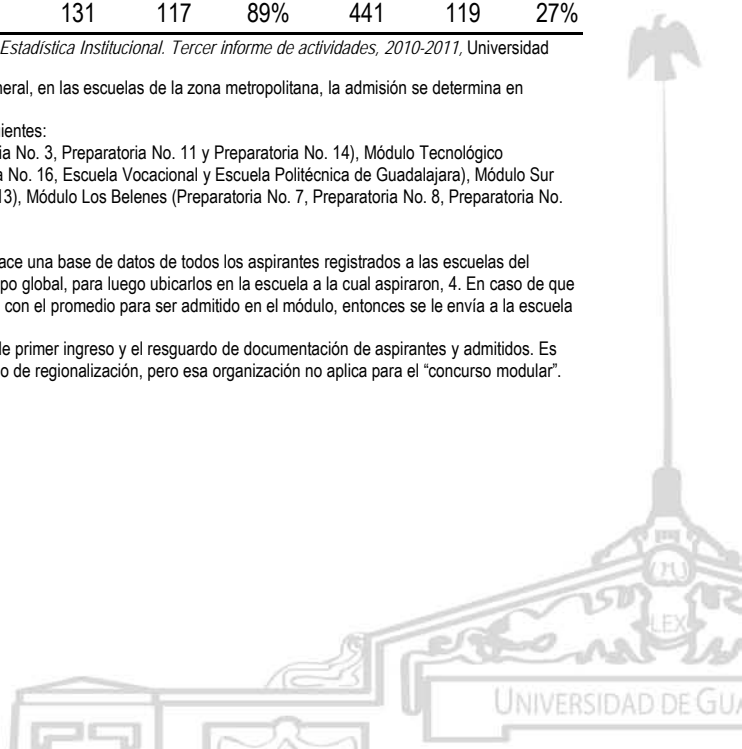 131 117 89% 441 119 27%
Estadística Institucional. Tercer informe de actividades, 2010-2011, Universidad
neral, en las escuelas de la zona metropolitana, la admisión se determina en
ientes:
ia No. 3, Preparatoria No. 11 y Preparatoria No. 14), Módulo Tecnológico
a No. 16, Escuela Vocacional y Escuela Politécnica de Guadalajara), Módulo Sur
13), Módulo Los Belenes (Preparatoria No. 7, Preparatoria No. 8, Preparatoria No.
ace una base de datos de todos los aspirantes registrados a las escuelas del
po global, para luego ubicarlos en la escuela a la cual aspiraron, 4. En caso de que
con el promedio para ser admitido en el módulo, entonces se le envía a la escuela
de primer ingreso y el resguardo de documentación de aspirantes y admitidos. Es
o de regionalización, pero esa organización no aplica para el “concurso modular”.
LEX
UNIVERSIDAD DE GUA